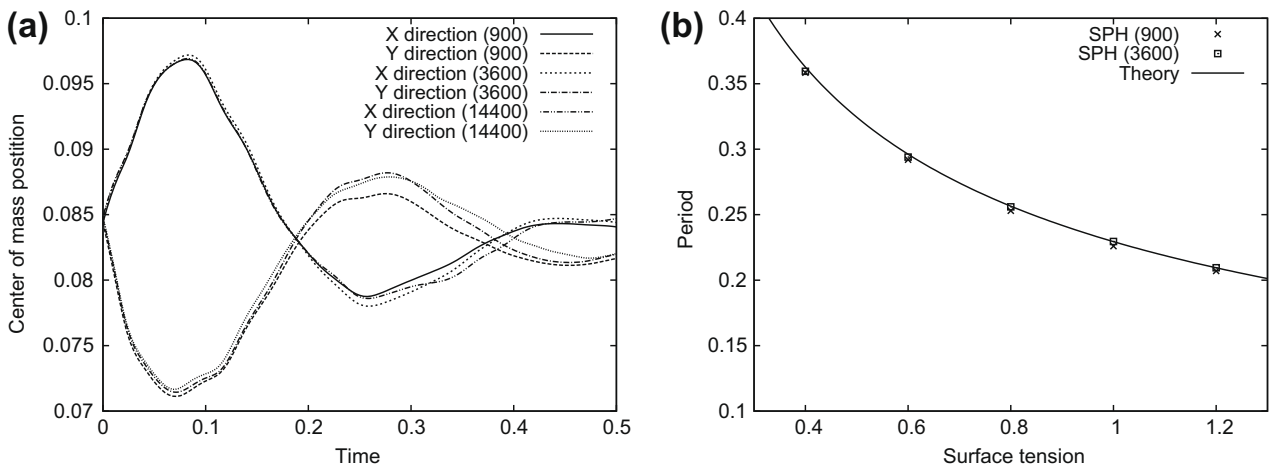 (a)
0.1
0.095
0.09
0.085
0.08
0.075
0.07
Center of mass postition
X direction (900)
Y direction (900)
X direction (3600)
Y direction (3600)
X direction (14400)
Y direction (14400)
0
0.1
0.2
0.3
0.4
0.5
Time
(b)
0.4
0.35
0.3
0.25
0.2
0.15
0.1
Period
SPH (900)
SPH (3600)
Theory
0.4
0.6
0.8
1
1.2
Surface tension